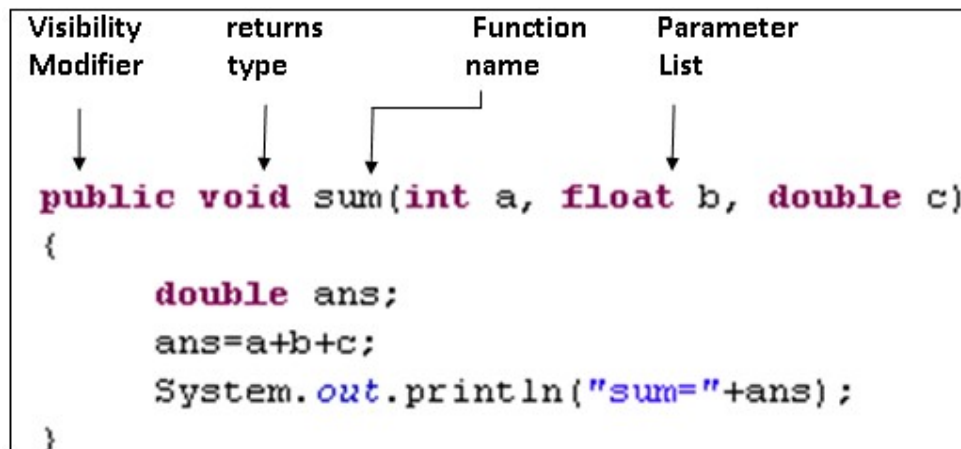 Visibility returns Function Parameter
Modifier type name List
public void sum(int a, float b, double c)
{
double ans;
ans=a+b+c;
System.out.println("sum="+ans);
}